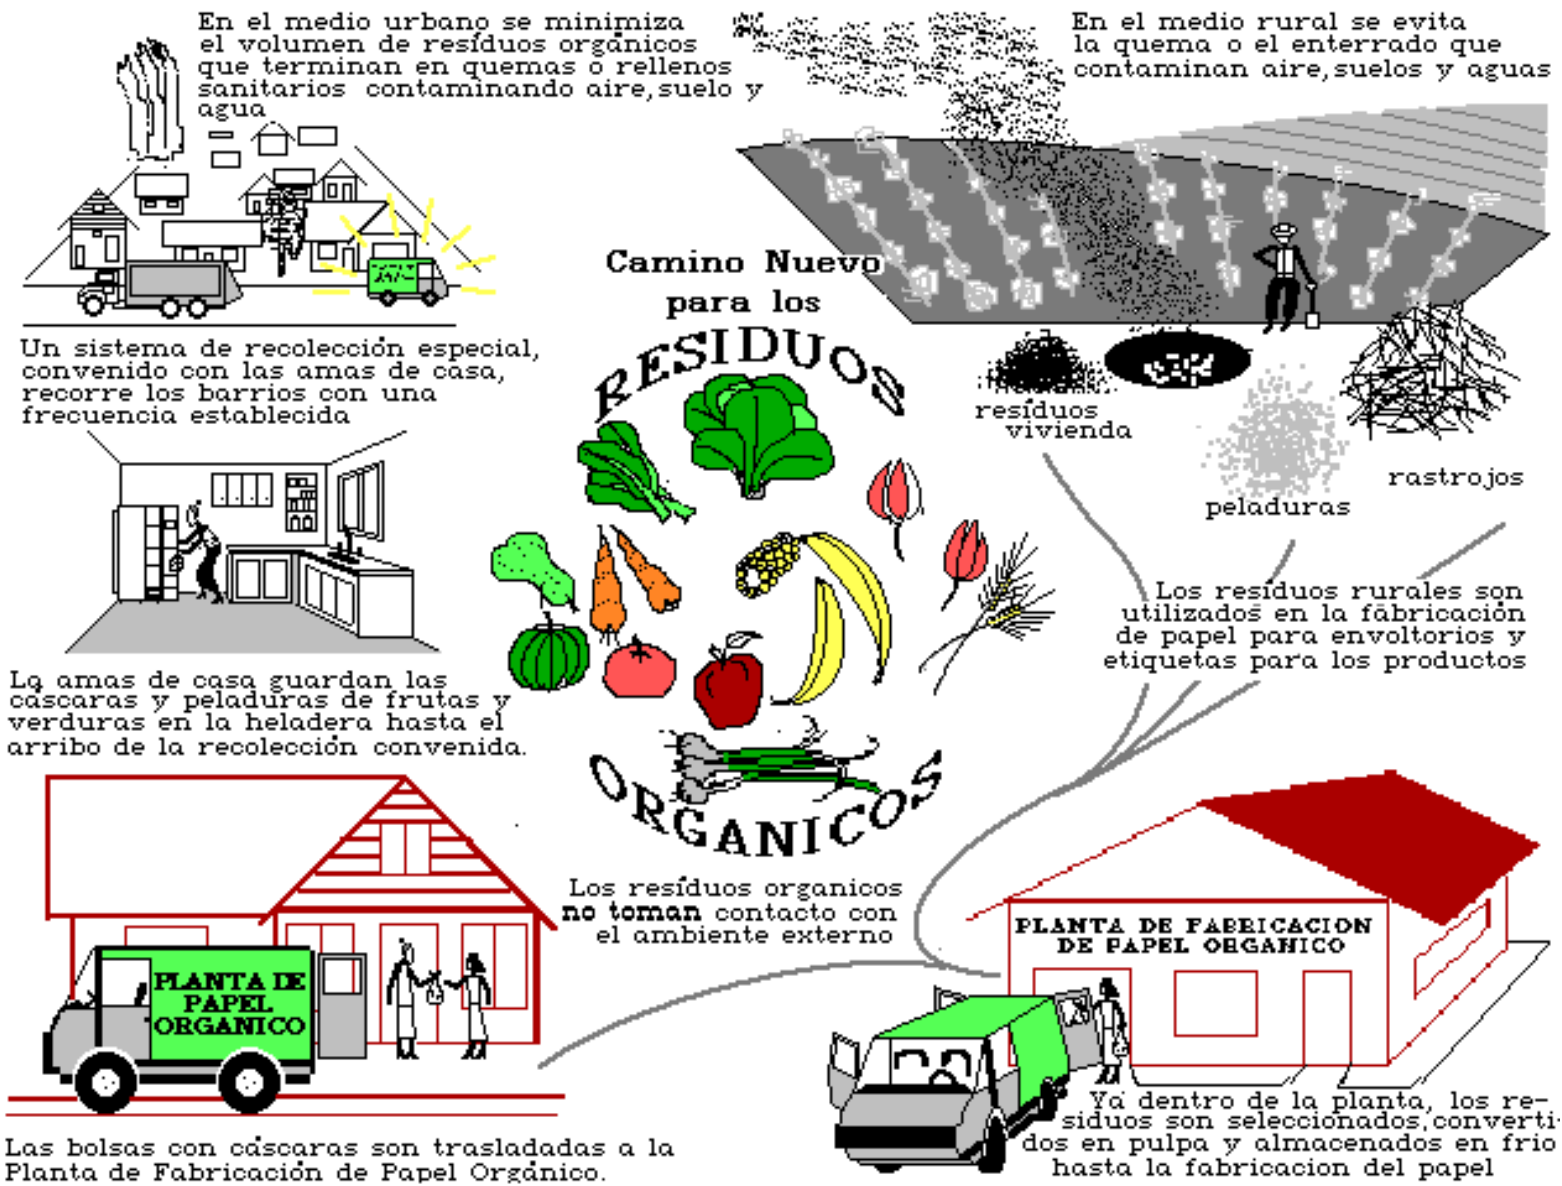 En el medio urbano se minimiza
el volumen de resíduos orgánicos
que terminan en quemas o rellenos
sanitarios contaminando aire, suelo y
agua
En el medio rural se evita
la quema o el enterrado que
contaminan aire, suelos y aguas
Un sistema de recolección especial,
convenido con las amas de casa,
recorre los barrios con una
frecuencia establecida
Camino Nuevo
para los
RESIDUOS
ORGANICOS
resíduos
vivienda
peladuras
rastrojos
Los resíduos rurales son
utilizados en la fabricación
de papel para envoltorios y
etiquetas para los productos
La amas de casa guardan las
cáscaras y peladuras de frutas y
verduras en la heladera hasta el
arribo de la recolección convenida.
Los resíduos organicos
no toman contacto con
el ambiente externo
PLANTA DE
PAPEL
ORGANICO
PLANTA DE FABRICACION
DE PAPEL ORGANICO
Las bolsas con cáscaras son trasladadas a la
Planta de Fabricación de Papel Orgánico.
Ya dentro de la planta, los re-
siduos son seleccionados, converti-
dos en pulpa y almacenados en frio
hasta la fabricacion del papel